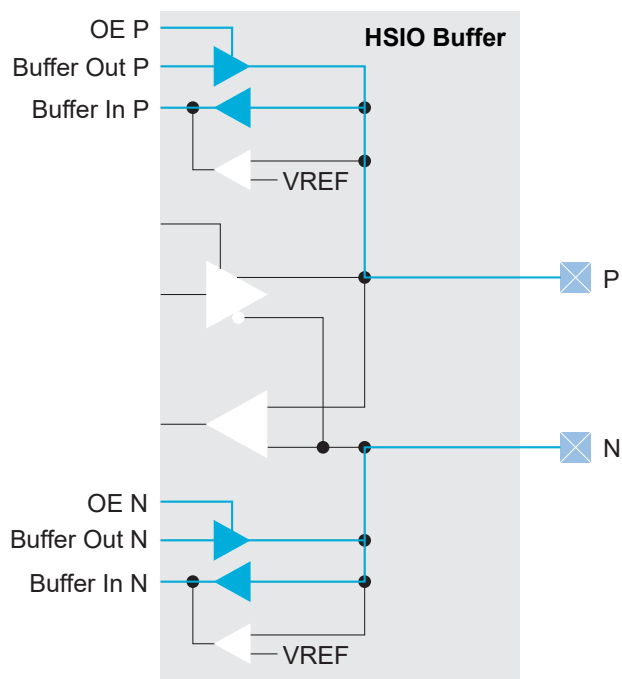 OE P
HSIO Buffer
Buffer Out P
Buffer In P
VREF
P
N
OE N
Buffer Out N
Buffer In N
VREF